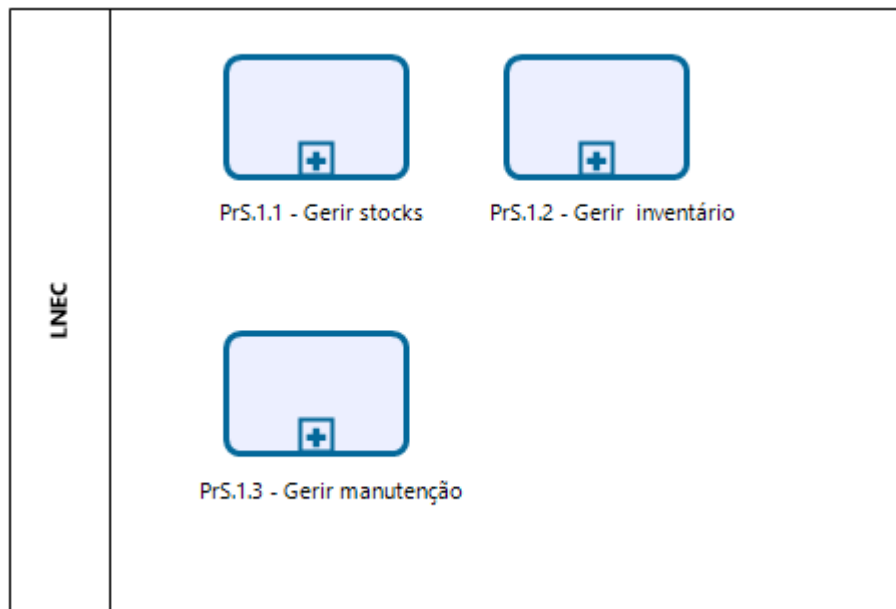 LNEC
PrS.1.1 - Gerir stocks
PrS.1.2 - Gerir  inventário
PrS.1.3 - Gerir manutenção